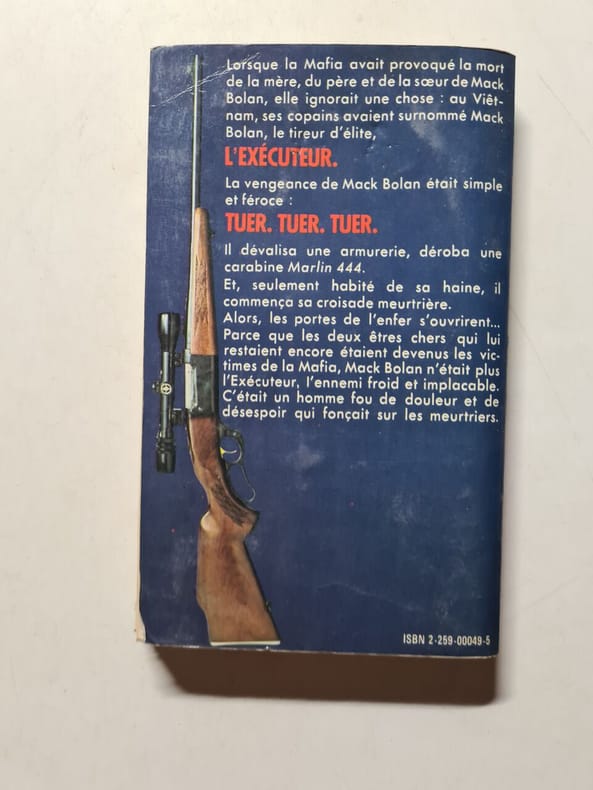 Lorsque la Mafia avait provoqué la mort
de la mère, du père et de la sœur de Mack
Bolan, elle ignorait une chose : au Viêt-
nam, ses copains avaient surnommé Mack
Bolan, le tireur d'élite,
L'EXÉCUTEUR.
La vengeance de Mack Bolan était simple
et féroce :
TUER. TUER. TUER.
Il dévalisa une armurerie, déroba une
carabine Marlin 444.
Et, seulement habité de sa haine, il
commença sa croisade meurtrière.
Alors, les portes de l'enfer s'ouvrirent...
Parce que les deux êtres chers qui lui
restaient encore étaient devenus les vic-
times de la Mafia, Mack Bolan n'était plus
l'Exécuteur, l'ennemi froid et implacable.
C'était un homme fou de douleur et de
désespoir qui fonçait sur les meurtriers.
ISBN 2-259-00049-5